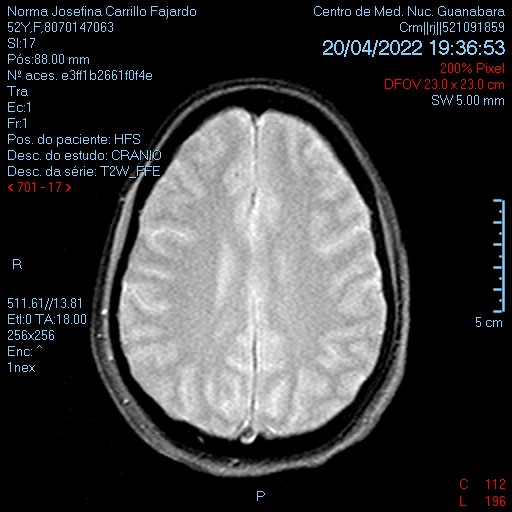 Norma Josefina Carrillo Fajardo
52Y,F,8070147063
Sl:17
Pós:88.00 mm
Nº aces. e3ff1b2661f0f4e
Tra
Ec:1
Fr:1
Pos. do paciente: HFS
Desc. do estudo: CRANIO
Desc. da série: T2W_FFE
< 701 - 17 >
Centro de Med. Nuc. Guanabara
Crm||rj||521091859
20/04/2022 19:36:53
200% Pixel
DFOV 23.0 x 23.0 cm
SW 5.00 mm
R
511.61//13.81
Etl:0 TA:18.00
256x256
Enc: ^
1nex
5 cm
P
C 112
L 196